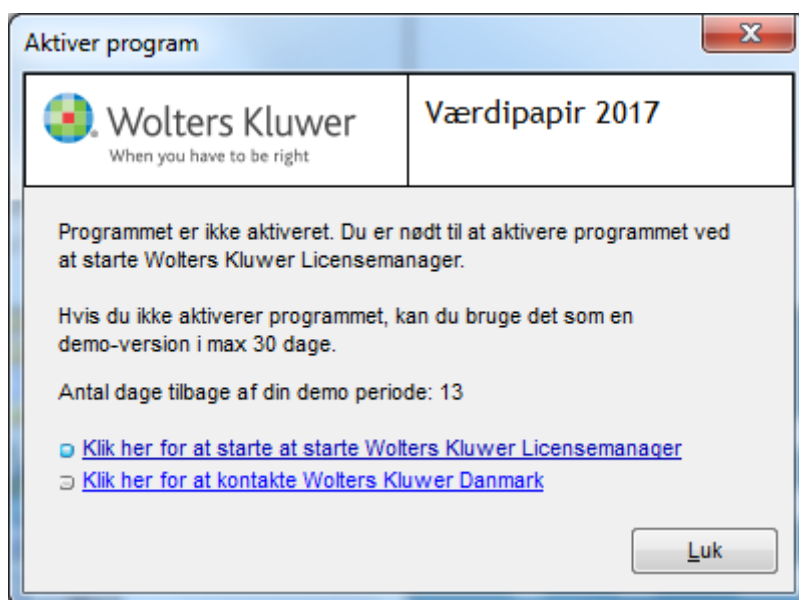 Aktiver program
Wolters Kluwer
When you have to be right
Værdipapir 2017
Programmet er ikke aktiveret. Du er nødt til at aktivere programmet ved
at starte Wolters Kluwer Licensemanager.
Hvis du ikke aktiverer programmet, kan du bruge det som en
demo-version i max 30 dage.
Antal dage tilbage af din demo periode: 13
Klik her for at starte at starte Wolters Kluwer Licensemanager
Klik her for at kontakte Wolters Kluwer Danmark
Luk